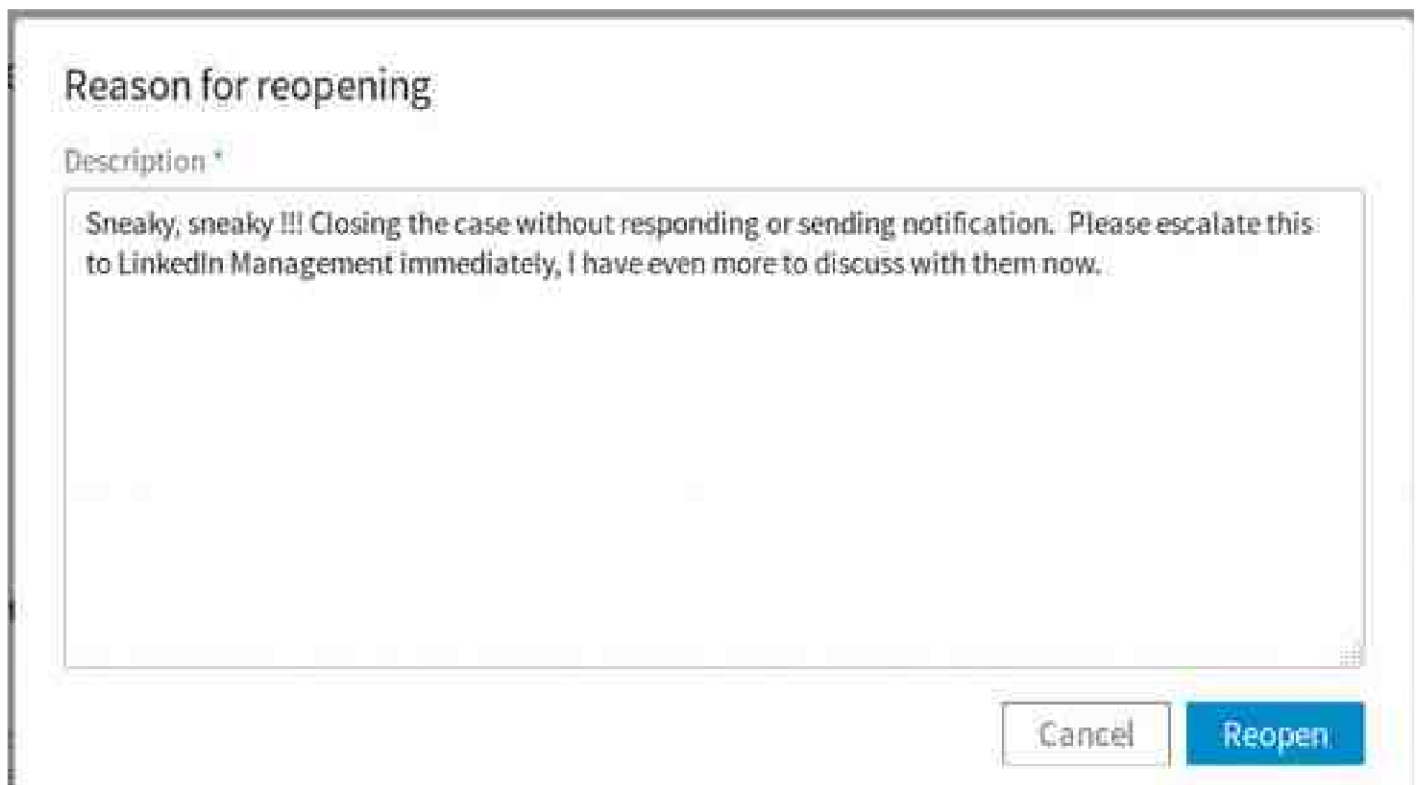 Reason for reopening
Description *
Sneaky, sneaky !!! Closing the case without responding or sending notification.  Please escalate this
to LinkedIn Management immediately, I have even more to discuss with them now.
Cancel
Reopen